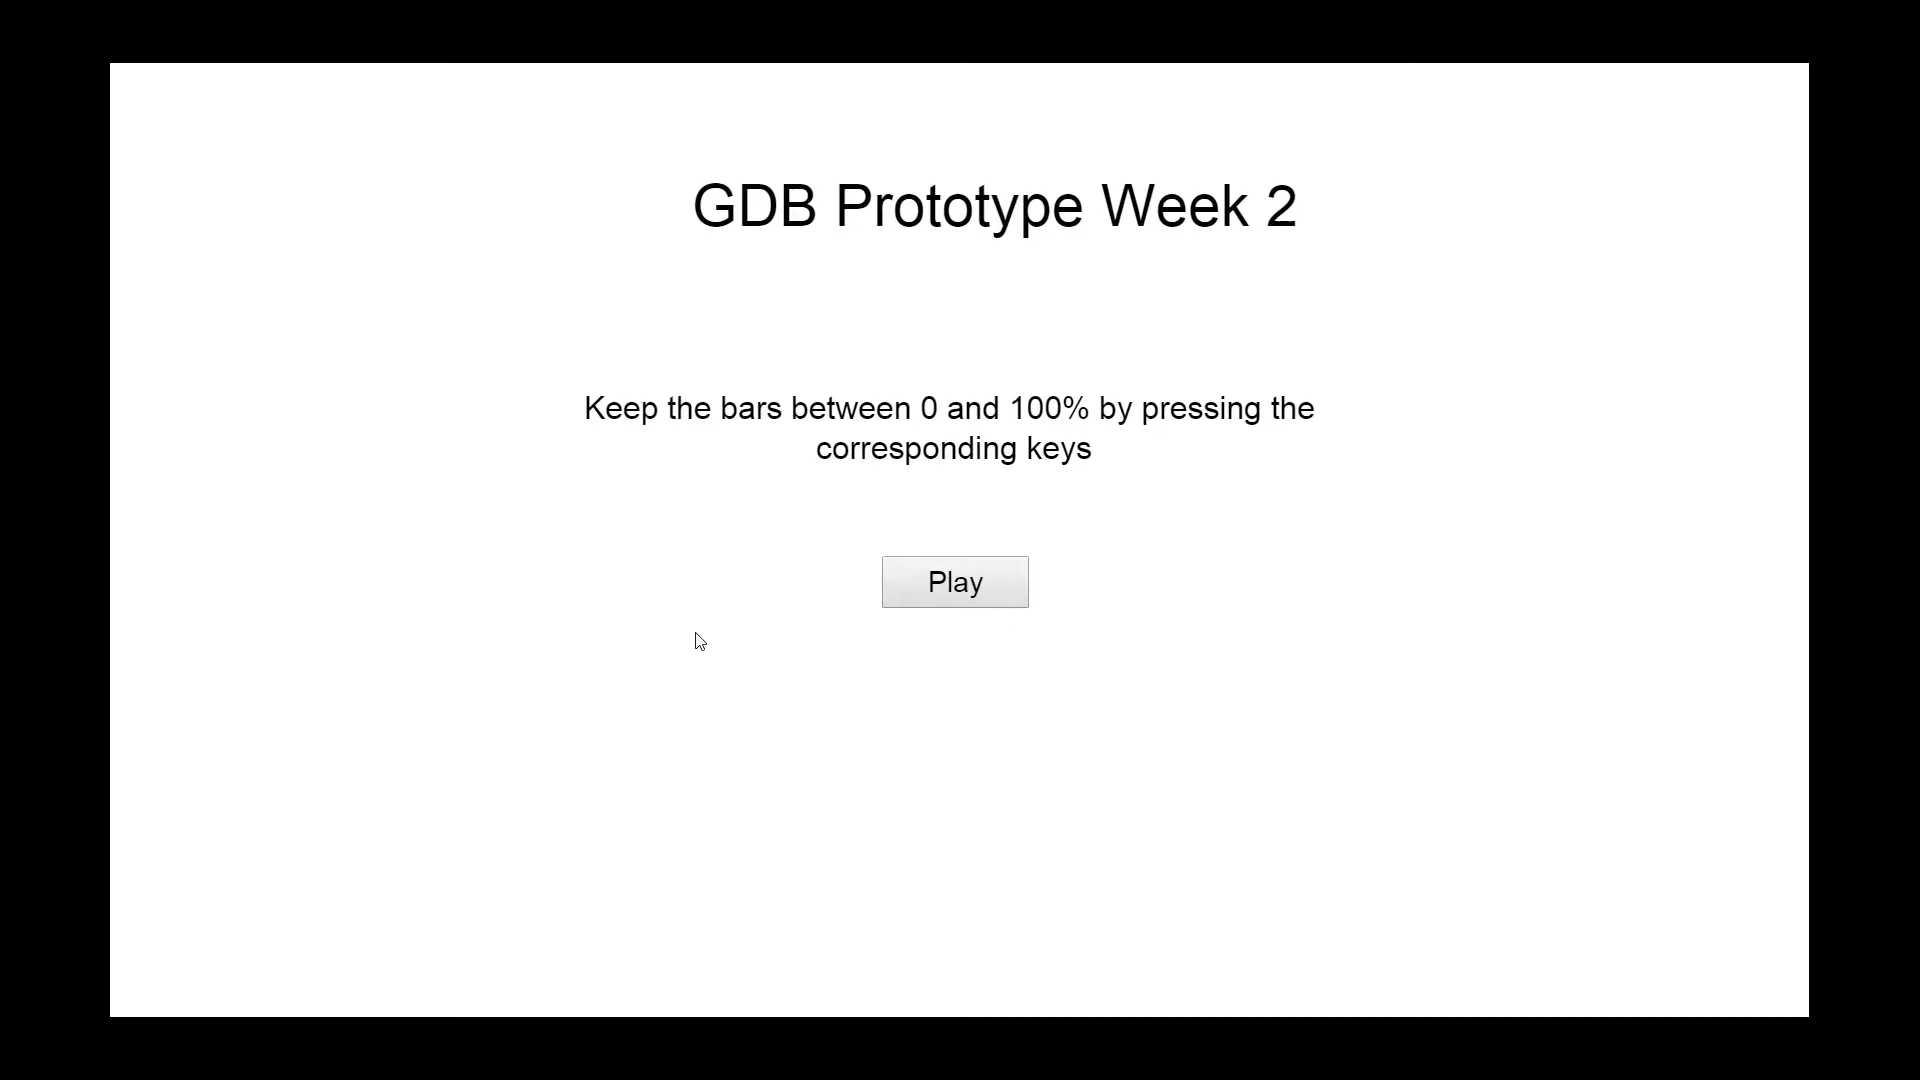 GDB Prototype Week 2
Keep the bars between 0 and 100% by pressing the
corresponding keys
Play